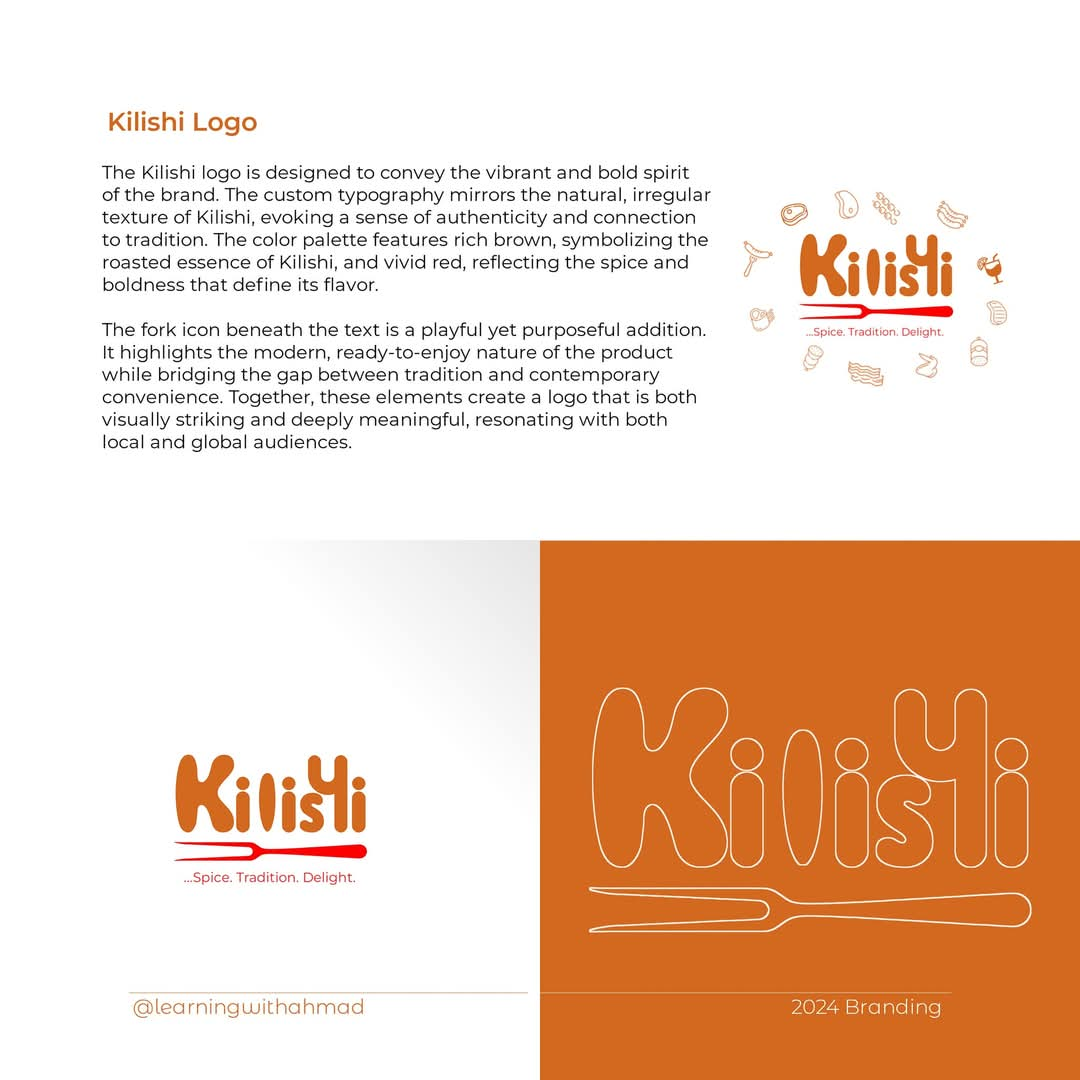 Kilishi Logo
The Kilishi logo is designed to convey the vibrant and bold spirit
of the brand. The custom typography mirrors the natural, irregular
texture of Kilishi, evoking a sense of authenticity and connection
to tradition. The color palette features rich brown, symbolizing the
roasted essence of Kilishi, and vivid red, reflecting the spice and
boldness that define its flavor.
The fork icon beneath the text is a playful yet purposeful addition.
It highlights the modern, ready-to-enjoy nature of the product
while bridging the gap between tradition and contemporary
convenience. Together, these elements create a logo that is both
visually striking and deeply meaningful, resonating with both
local and global audiences.
Kilishi
...Spice. Tradition. Delight.
Kilishi
...Spice. Tradition. Delight.
Kilishi
@learningwithahmad
2024 Branding